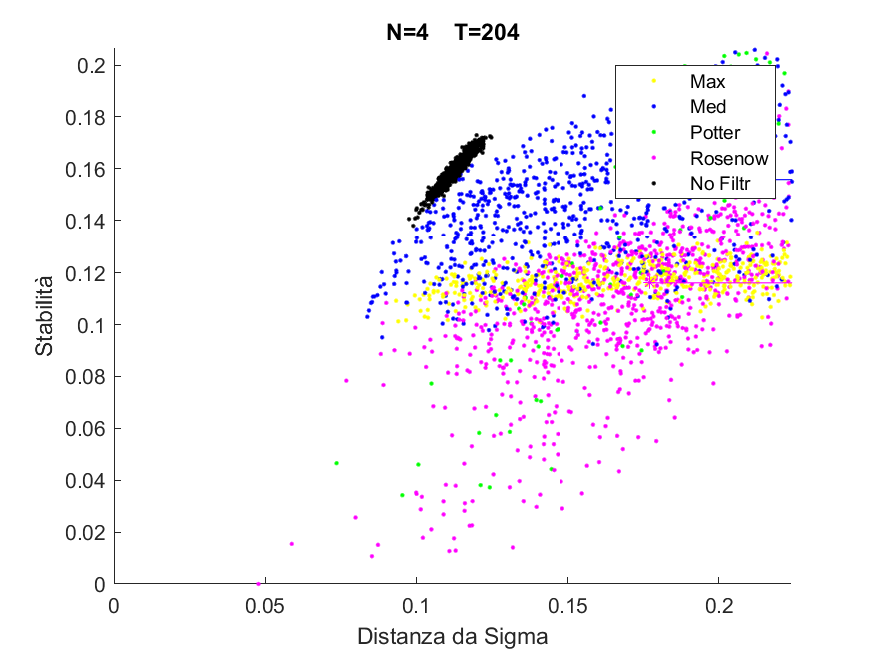 N=4 T=204
Stabilità
0.2
0.18
0.16
0.14
0.12
0.1
0.08
0.06
0.04
0.02
0
Max
Med
Potter
Rosenow
No Filtr
0 0.05 0.1 0.15 0.2
Distanza da Sigma